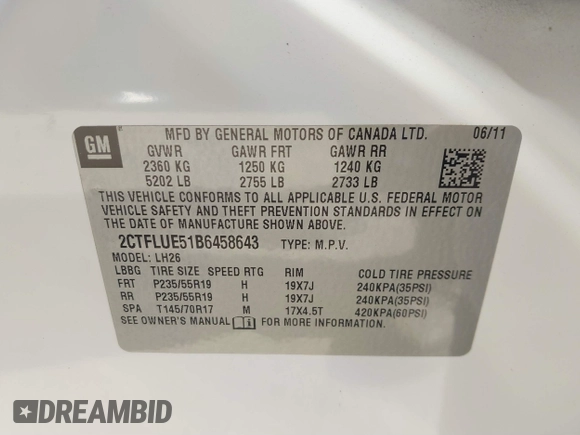 GM
MFD BY GENERAL MOTORS OF CANADA LTD. 06/11
GVWR GAWR FRT GAWR RR
2360 KG 1250 KG 1240 KG
5202 LB 2755 LB 2733 LB
THIS VEHICLE CONFORMS TO ALL APPLICABLE U.S. FEDERAL MOTOR
VEHICLE SAFETY AND THEFT PREVENTION STANDARDS IN EFFECT ON
THE DATE OF MANUFACTURE SHOWN ABOVE.
2CTFLUE51B6458643 TYPE: M.P.V.
MODEL: LH26
LBBG TIRE SIZE SPEED RTG RIM COLD TIRE PRESSURE
FRT P235/55R19 H 19X7J 240KPA(35PSI)
RR P235/55R19 H 19X7J 240KPA(35PSI)
SPA T145/70R17 M 17X4.5T 420KPA(60PSI)
SEE OWNER'S MANUAL FOR MORE INFORMATION
DREAMBID